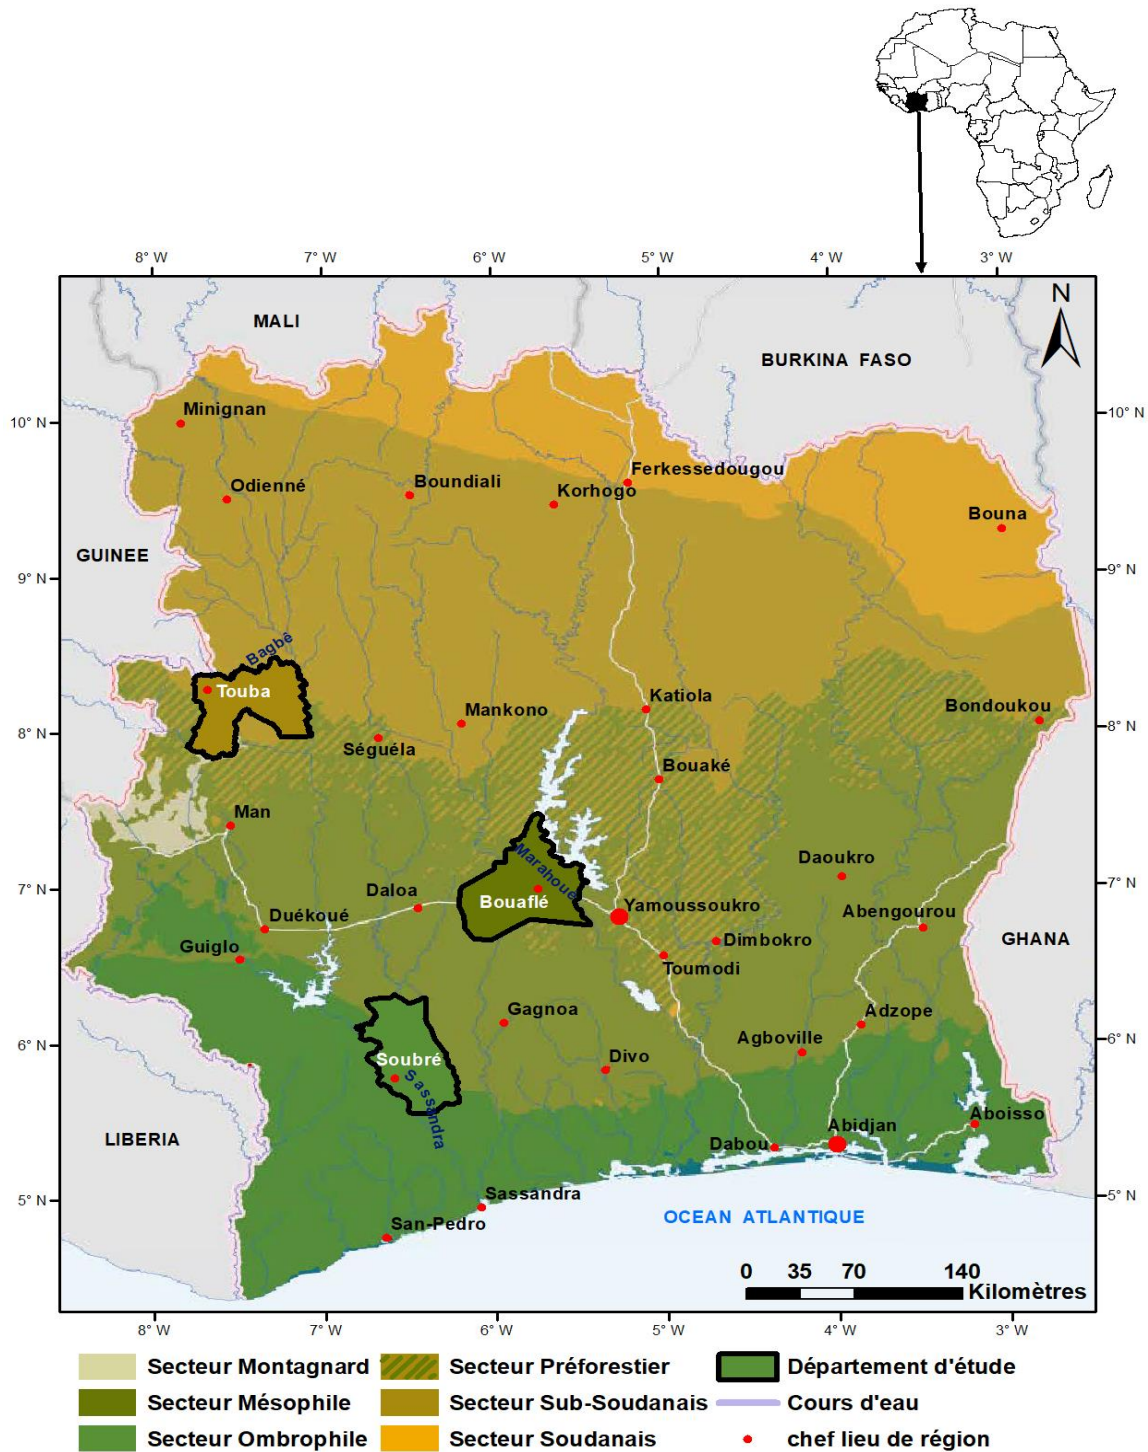 8° W 7° W 6° W 5° W 4° W 3° W
N
MALI
BURKINA FASO
10° N
10° N
Minignan
Odienné
Boundiali
Korhogo
Ferkessedougou
Bouna
GUINEE
9° N
9° N
Bagbê
Touba
Mankono
Katiola
Bondoukou
8° N
8° N
Séguéla
Bouaké
Man
Daoukro
Marahoue
7° N
7° N
Daloa
Bouaflé
Yamoussoukro
Abengourou
Duékoué
Dimbokro
GHANA
Guiglo
Toumodi
Gagnoa
Adzope
6° N
6° N
Agboville
Soubré
Divo
Sassandra
Aboisso
LIBERIA
Dabou
Abidjan
5° N
5° N
Sassandra
San-Pedro
OCEAN ATLANTIQUE
0 35 70 140
Kilomètres
8° W 7° W 6° W 5° W 4° W 3° W
Secteur Montagnard
Secteur Préforestier
Département d'étude
Secteur Mésophile
Secteur Sub-Soudanais
Cours d'eau
Secteur Ombrophile
Secteur Soudanais
chef lieu de région